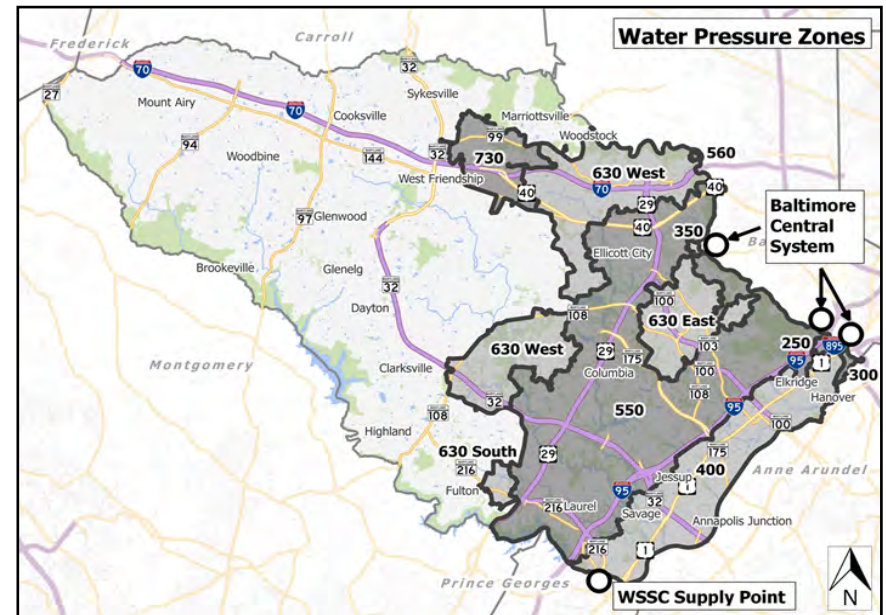 Water Pressure Zones
Frederick
Carroll
70
32
27
70
Mount Airy
Sykesville
Cooksville
Marriottsville
Woodstock
94
99
560
144
32
730
630 West
Woodbine
West Friendship
70
40
40
29
Baltimore
Central
System
97
Glenwood
40
350
Ellicott City
Brookeville
Glenelg
32
100
Dayton
108
630 East
630 West
250
895
103
95
1
29
175
300
Clarksville
Columbia
100
Elkridge
Hanover
Montgomery
32
108
108
550
95
100
Highland
630 South
175
29
400
Anne Arundel
216
Jessup
1
Fulton
95
32
216
Laurel
Savage
Annapolis Junction
216
1
Prince Georges
WSSC Supply Point
N